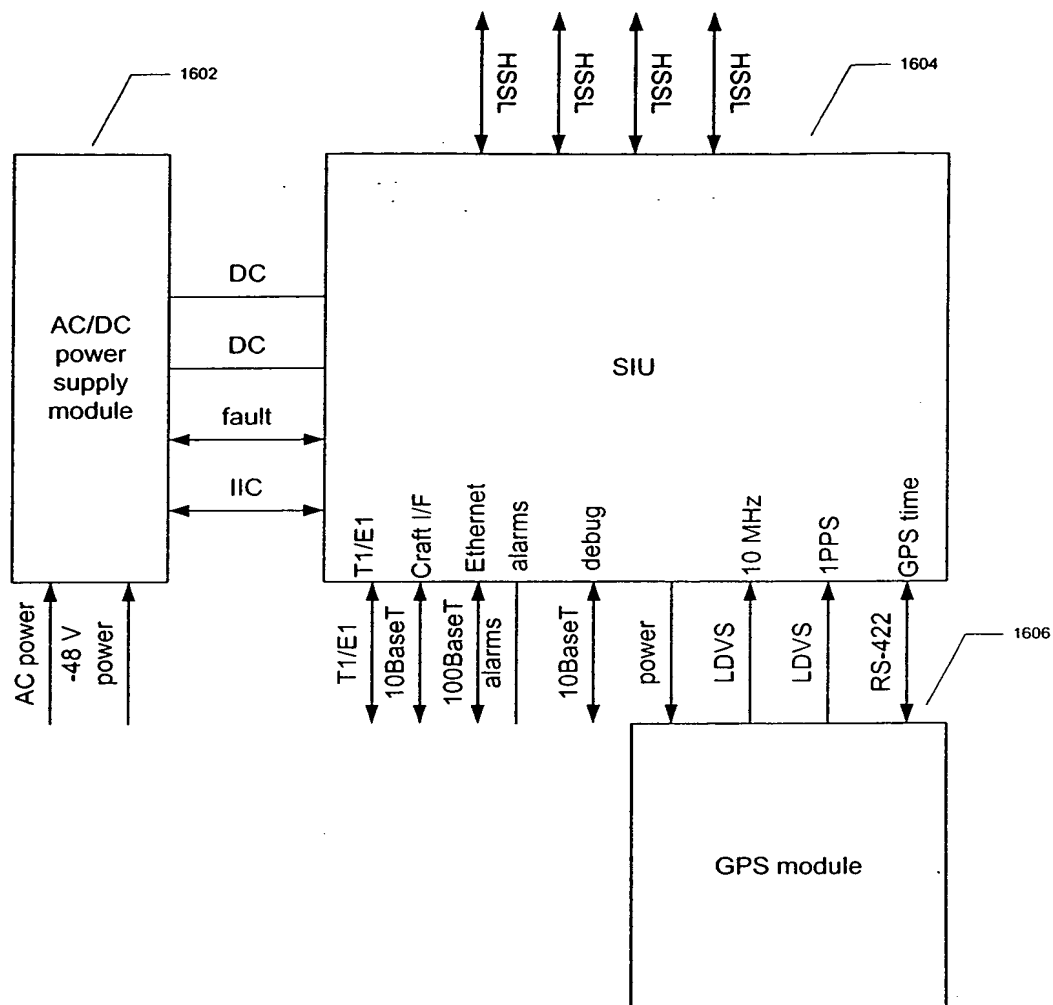 1602
HSSL
HSSL
HSSL
HSSL
1604
DC
DC
fault
IIC
AC/DC
power
supply
module
SIU
T1/E1
Craft I/F
Ethernet
alarms
debug
10 MHz
1PPS
GPS time
AC power
-48 V
power
T1/E1
10BaseT
100BaseT
alarms
10BaseT
power
LDVS
LDVS
RS-422
1606
GPS module